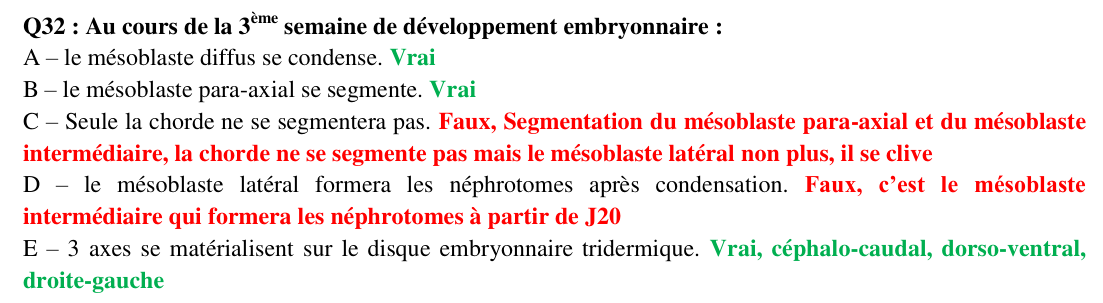 Q32 : Au cours de la 3ème semaine de développement embryonnaire :
A – le mésoblaste diffus se condense. Vrai
B – le mésoblaste para-axial se segmente. Vrai
C – Seule la chorde ne se segmentera pas. Faux, Segmentation du mésoblaste para-axial et du mésoblaste
intermédiaire, la chorde ne se segmente pas mais le mésoblaste latéral non plus, il se clive
D – le mésoblaste latéral formera les néphrotomes après condensation. Faux, c’est le mésoblaste
intermédiaire qui formera les néphrotomes à partir de J20
E – 3 axes se matérialisent sur le disque embryonnaire tridermique. Vrai, céphalo-caudal, dorso-ventral,
droite-gauche